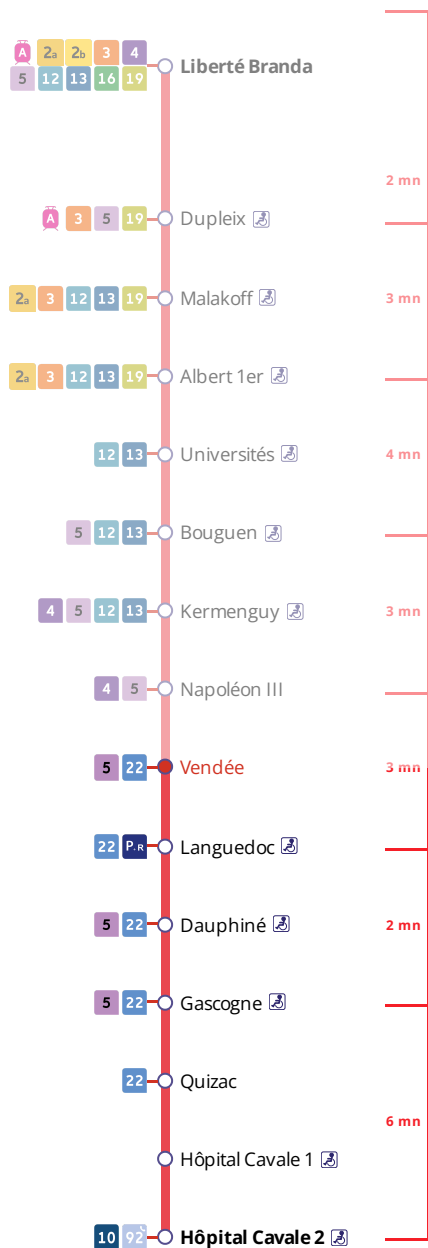 A 2a 2b 3 4
5 12 13 16 19
Liberté Branda
2 mn
A 3 5 19 Dupleix
2a 3 12 13 19 Malakoff 3 mn
2a 3 12 13 19 Albert 1er
12 13 Universités 4 mn
5 12 13 Bouguen
4 5 12 13 Kermenguy 3 mn
4 5 Napoléon III
5 22 Vendée 3 mn
22 P+R Languedoc
5 22 Dauphiné 2 mn
5 22 Gascogne
22 Quizac
6 mn
Hôpital Cavale 1
10 92 Hôpital Cavale 2